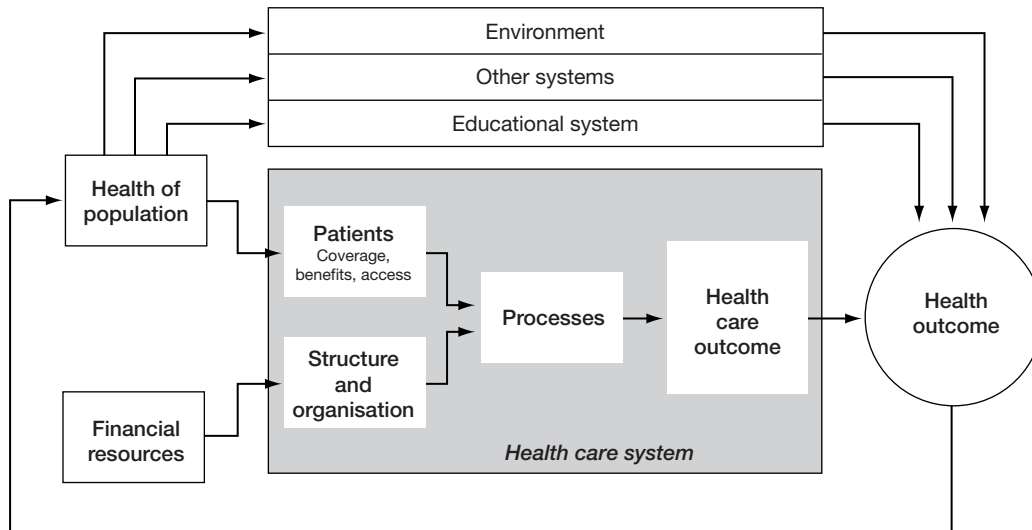 Environment
Other systems
Educational system
Health of
population
Patients
Coverage,
benefits, access
Processes
Health
care
outcome
Health
outcome
Structure
and
organisation
Financial
resources
Health care system